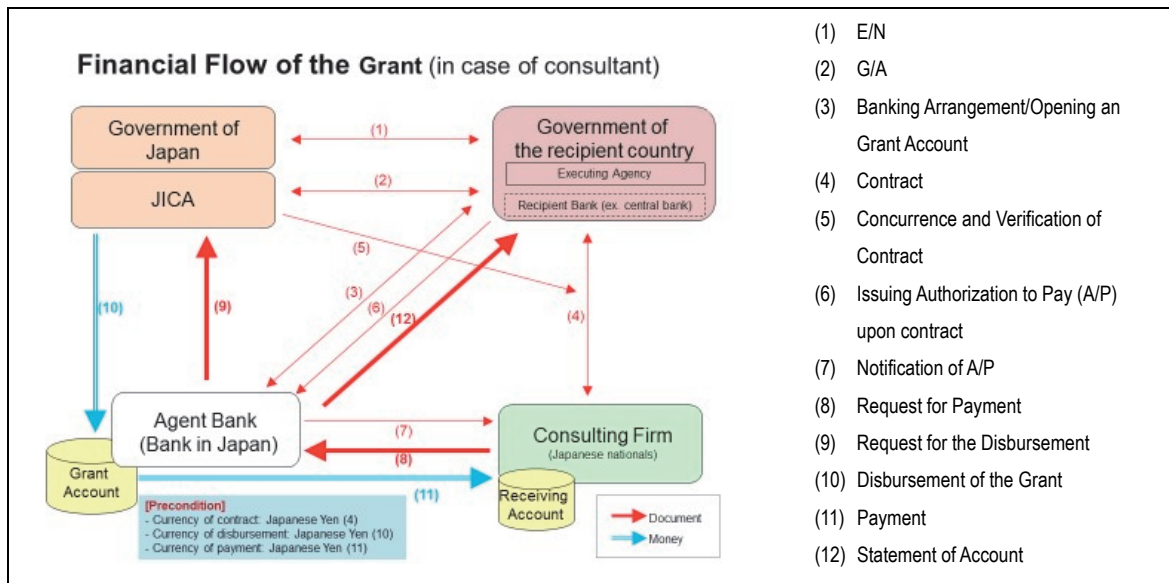 Financial Flow of the Grant (in case of consultant)
Government of
Japan
JICA
Government of
the recipient country
Executing Agency
Recipient Bank (ex. central bank)
(1)
(2)
(5)
(3)
(6)
(12)
(4)
(10)
(9)
Agent Bank
(Bank in Japan)
(7)
(8)
Consulting Firm
(Japanese nationals)
Grant
Account
(11)
Receiving
Account
[Precondition]
- Currency of contract: Japanese Yen (4)
- Currency of disbursement: Japanese Yen (10)
- Currency of payment: Japanese Yen (11)
Document
Money
(1) E/N
(2) G/A
(3) Banking Arrangement/Opening an
Grant Account
(4) Contract
(5) Concurrence and Verification of
Contract
(6) Issuing Authorization to Pay (A/P)
upon contract
(7) Notification of A/P
(8) Request for Payment
(9) Request for the Disbursement
(10) Disbursement of the Grant
(11) Payment
(12) Statement of Account